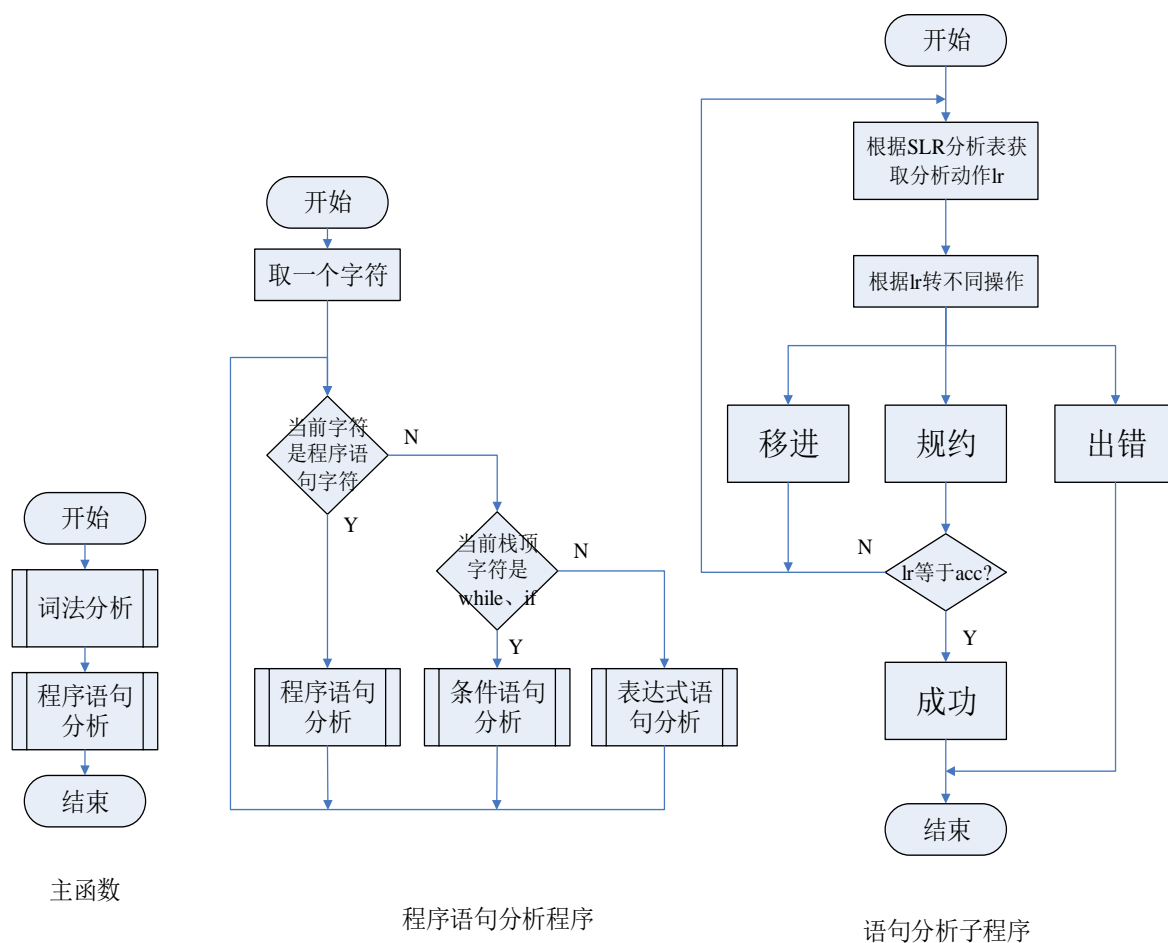 开始
词法分析
程序语句
分析
结束
主函数
开始
取一个字符
当前字符
是程序语
句字符
N
Y
当前栈顶
字符是
while、if
N
Y
程序语句
分析
条件语句
分析
表达式语
句分析
程序语句分析程序
开始
根据SLR分析表获
取分析动作lr
根据lr转不同操作
移进
规约
出错
N
lr等于acc?
Y
成功
结束
语句分析子程序